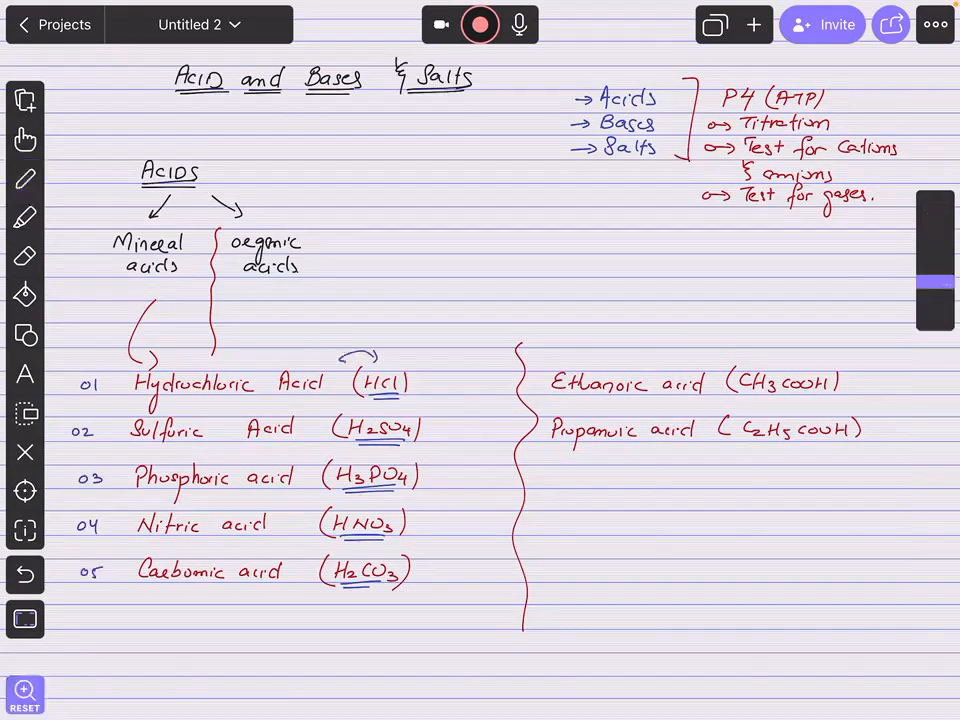 Projects
Untitled 2
Invite
Acid and Bases & Salts
→ Acids
→ Bases
→ Salts
P4 (ATP)
Titration
Test for Cations
& anions
Test for gases.
ACIDS
Mineral acids
organic acids
01 Hydrochloric Acid (HCl)
02 Sulfuric Acid (H2SO4)
03 Phosphoric acid (H3PO4)
04 Nitric acid (HNO3)
05 Carbonic acid (H2CO3)
Ethanoic acid (CH3COOH)
Propanoic acid (C2H5COOH)
A
RESET